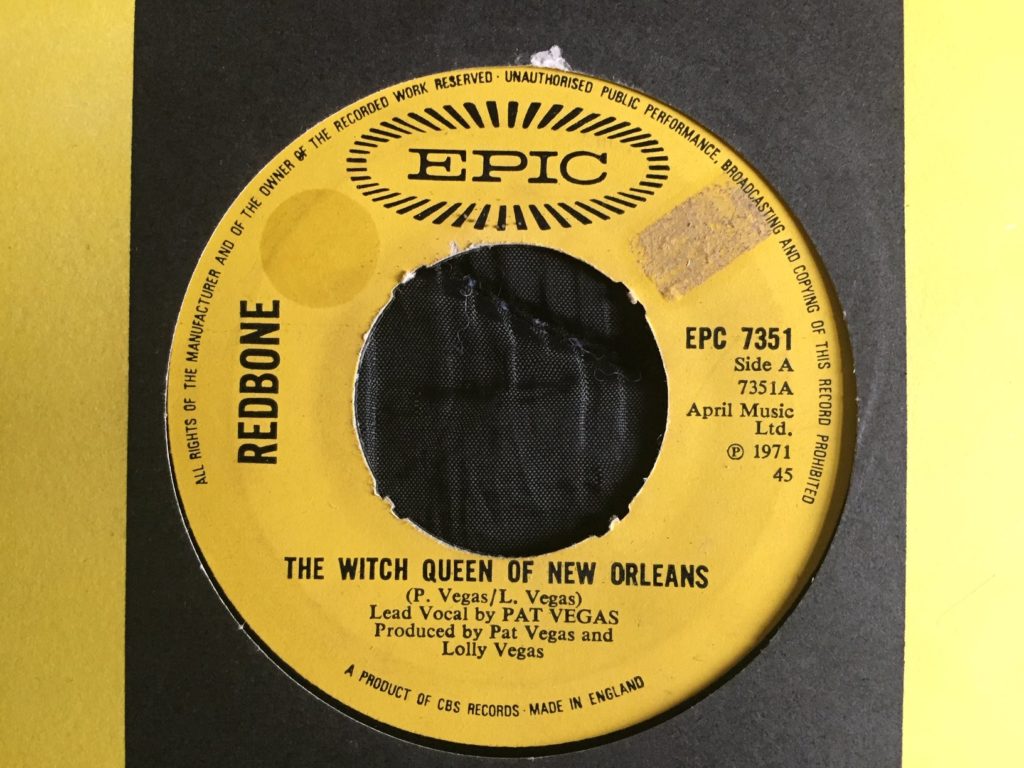 ALL RIGHTS OF THE MANUFACTURER AND OF THE OWNER OF THE RECORDED WORK RESERVED · UNAUTHORISED PUBLIC PERFORMANCE, BROADCASTING AND COPYING OF THIS RECORD PROHIBITED
EPIC
REDBONE
EPC 7351
Side A
7351A
April Music
Ltd.
℗ 1971
45
THE WITCH QUEEN OF NEW ORLEANS
(P. Vegas/L. Vegas)
Lead Vocal by PAT VEGAS
Produced by Pat Vegas and
Lolly Vegas
A PRODUCT OF CBS RECORDS · MADE IN ENGLAND